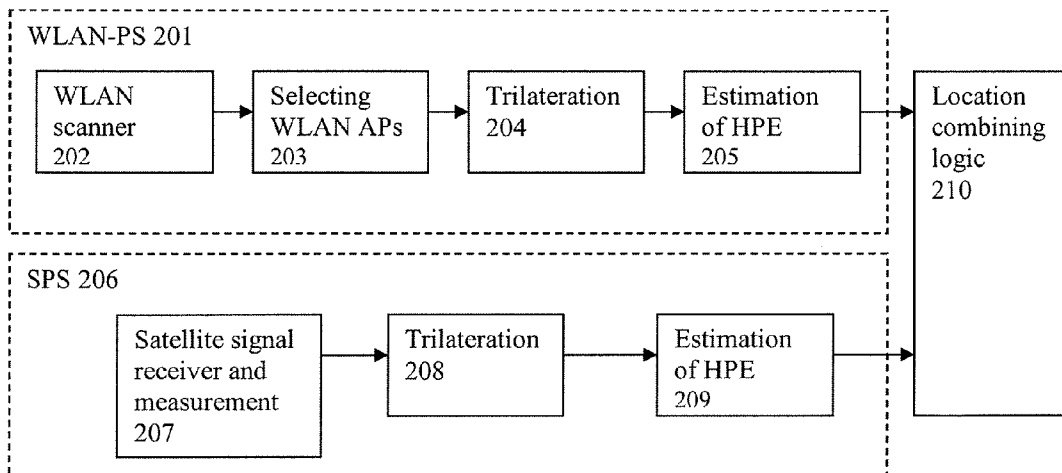 WLAN-PS 201
WLAN
scanner
202
Selecting
WLAN APs
203
Trilateration
204
Estimation
of HPE
205
Location
combining
logic
210
SPS 206
Satellite signal
receiver and
measurement
207
Trilateration
208
Estimation
of HPE
209